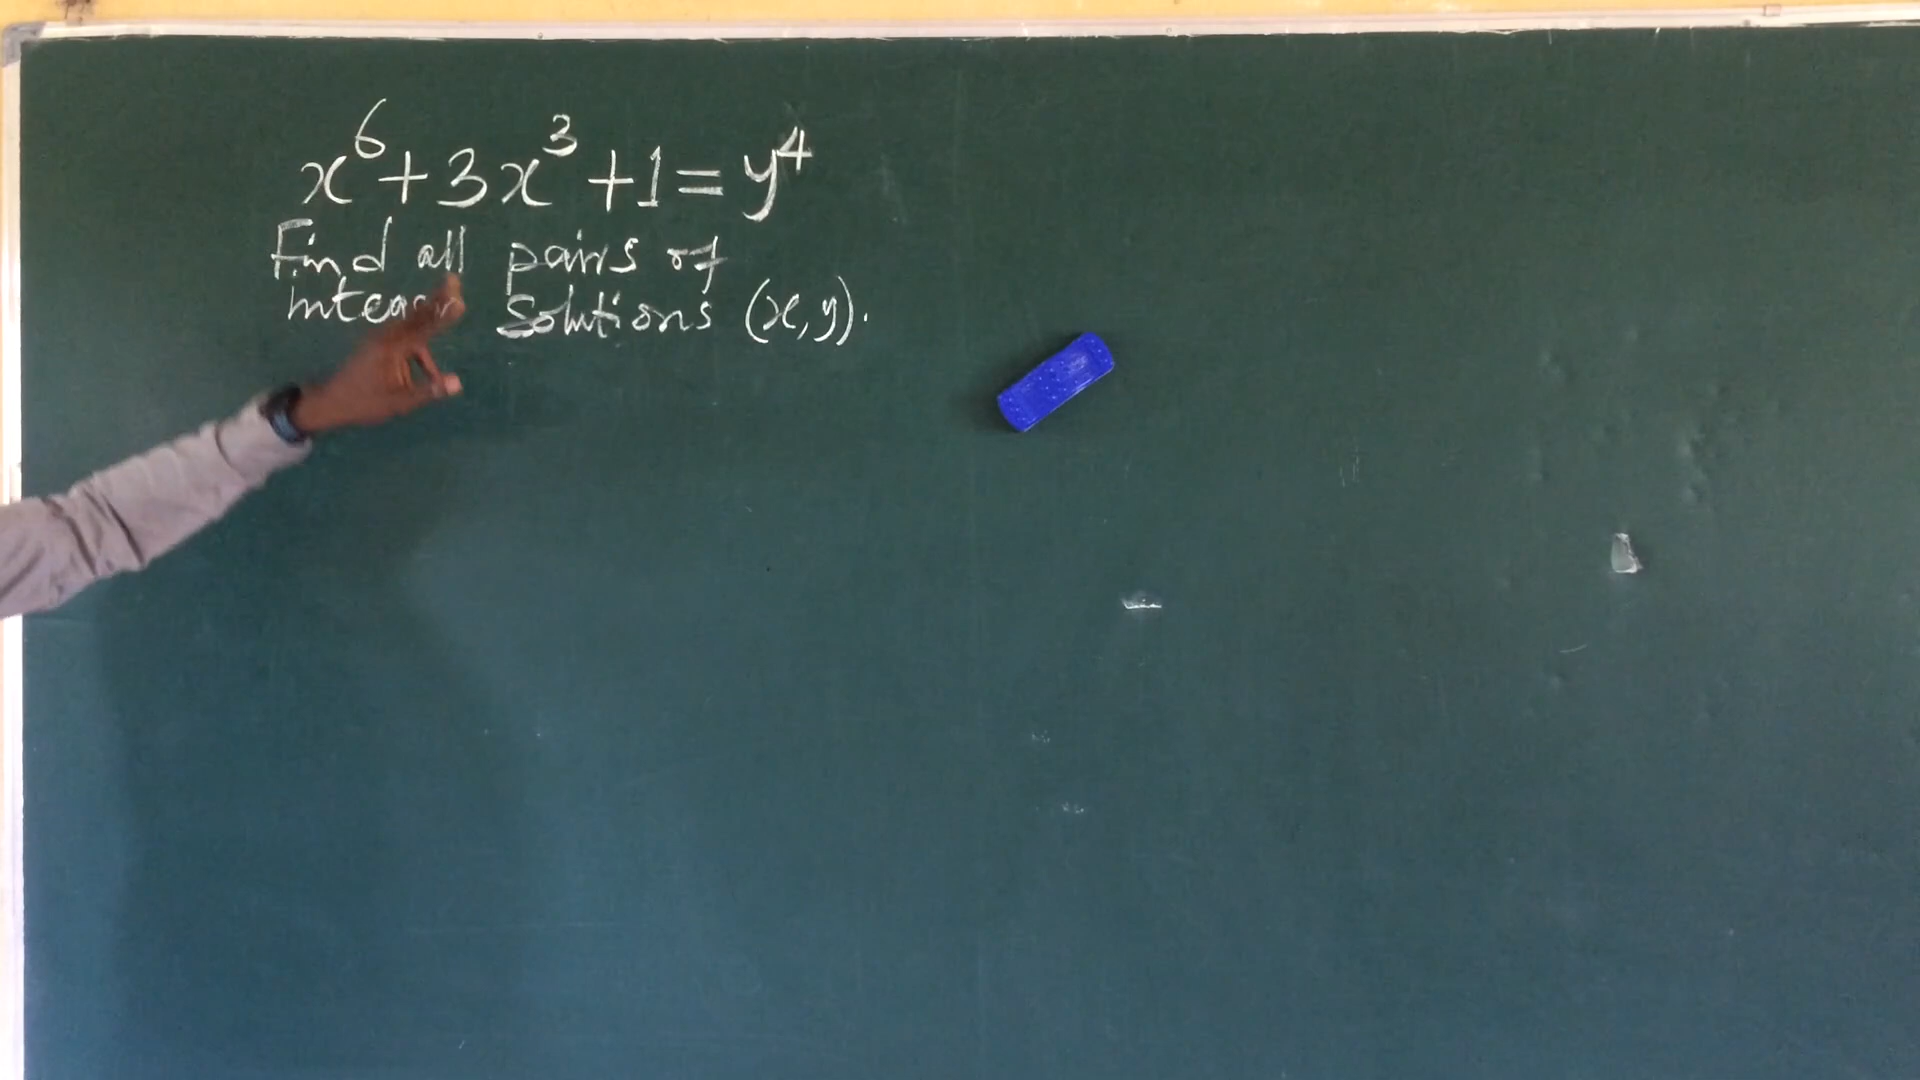 x⁶+3x³+1=y⁴
Find all pairs of
integer solutions (x,y).